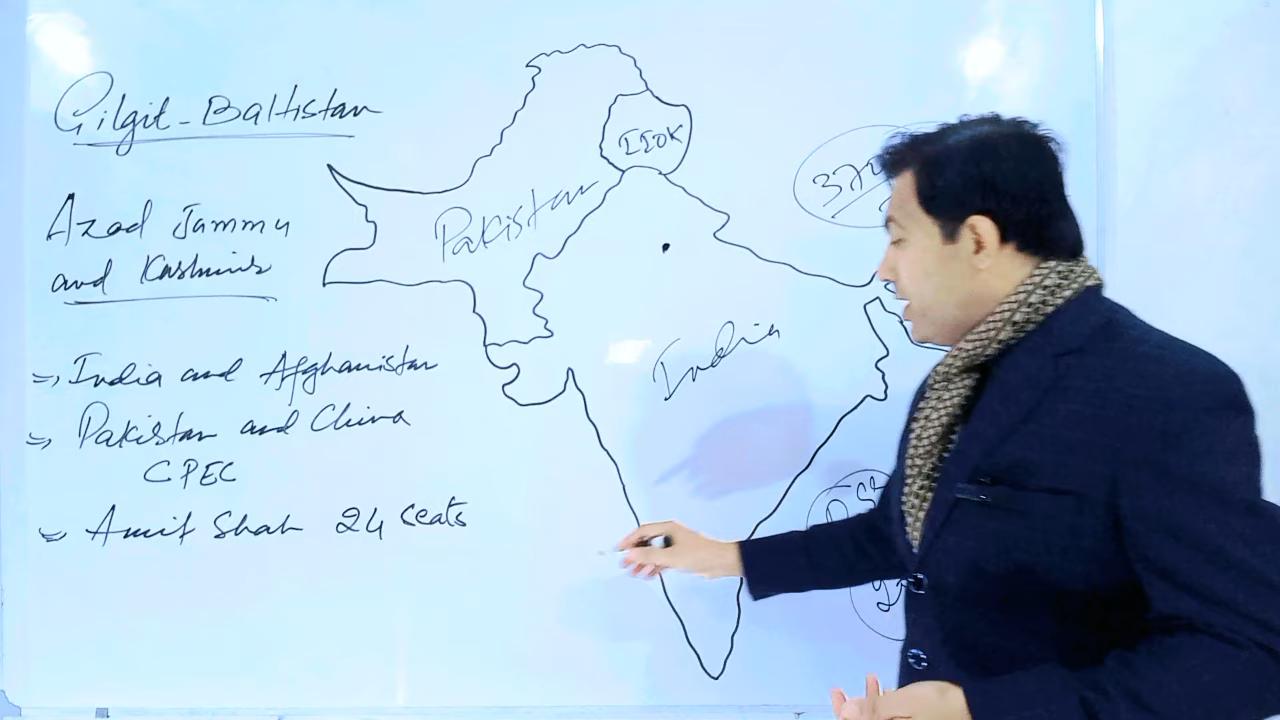 Gilgit-Baltistan
Azad Jammu
and Kashmir
=> India and Afghanistan
=> Pakistan and China
CPEC
=> Amit Shah 24 seats
IIOK
Pakistan
India